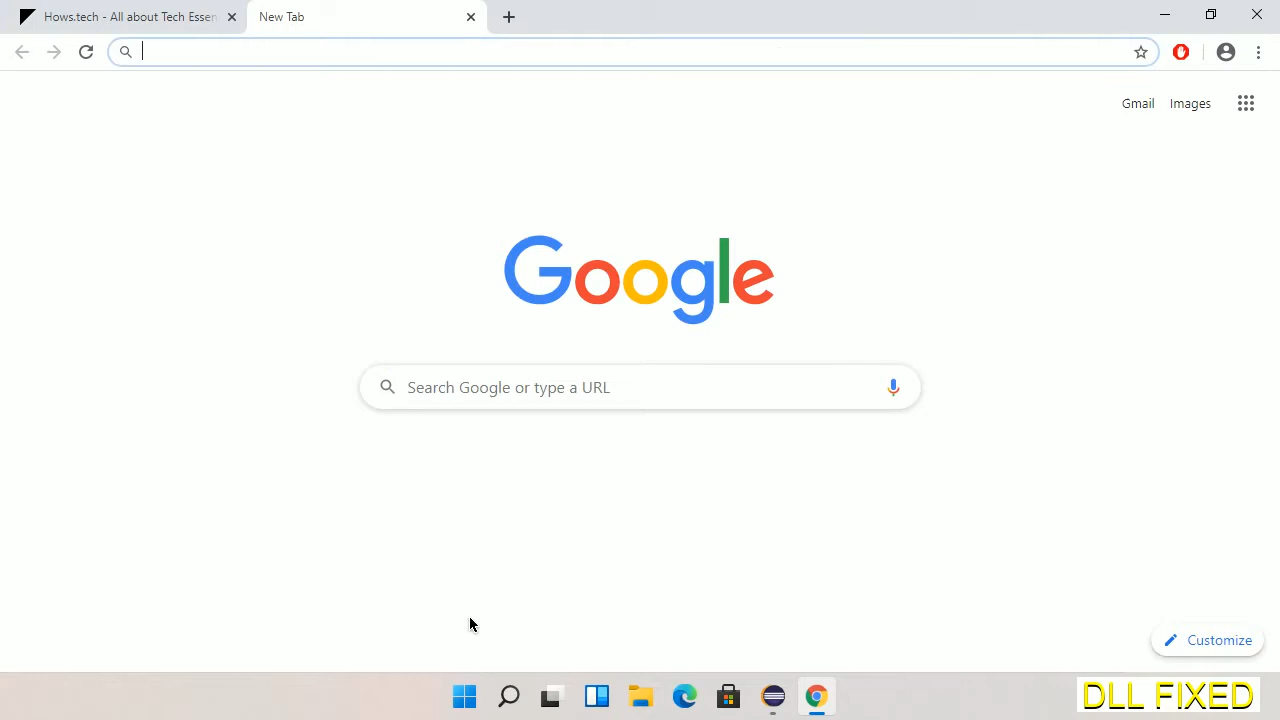 Hows.tech - All about Tech Essen
New Tab
Gmail
Images
Google
Search Google or type a URL
Customize
DLL FIXED